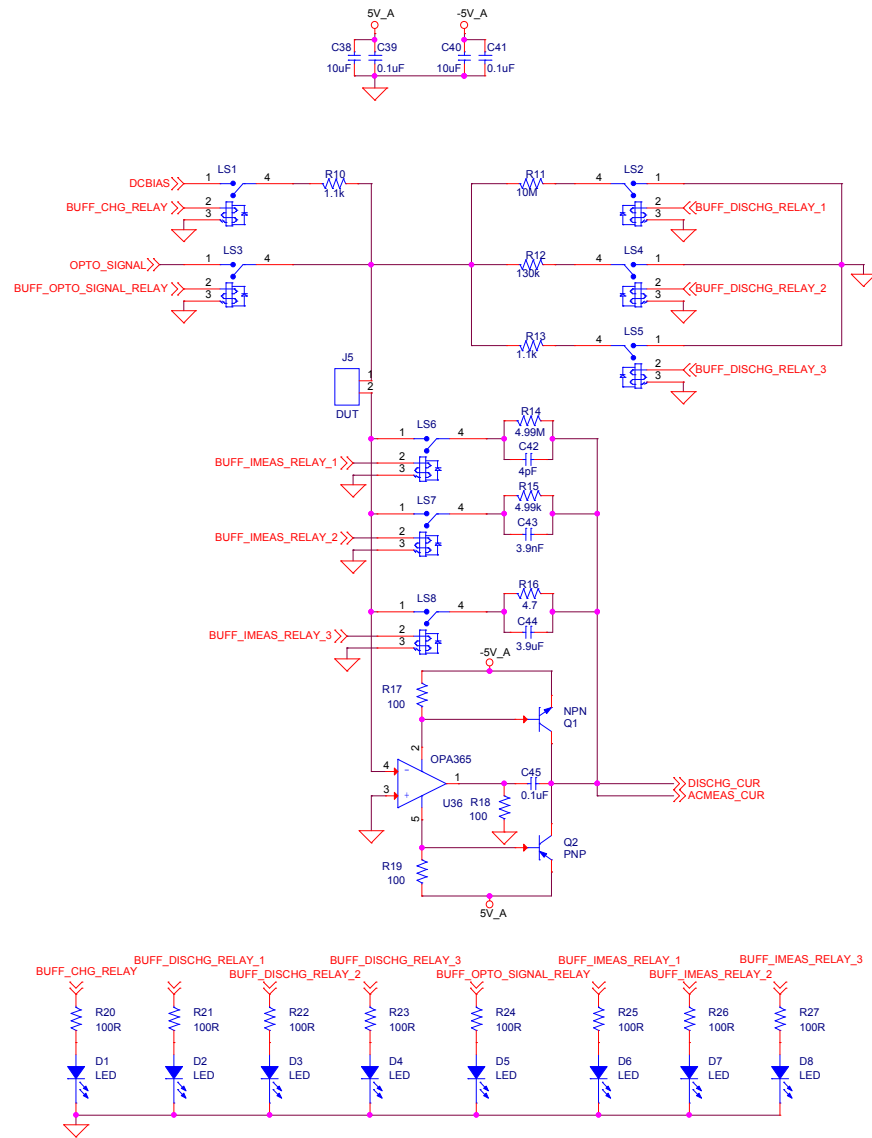 5V_A -5V_A
C38 C39 C40 C41
10uF 0.1uF 10uF 0.1uF
LS1 R10 R11 LS2
DCBIAS 1 4 1.1k 10M 4 1
BUFF_CHG_RELAY 2 3 2 3 BUFF_DISCHG_RELAY_1
LS3 R12 LS4
OPTO_SIGNAL 1 4 130k 4 1
BUFF_OPTO_SIGNAL_RELAY 2 3 2 3 BUFF_DISCHG_RELAY_2
R13 LS5
1.1k 4 1
2 3 BUFF_DISCHG_RELAY_3
J5
1
2
DUT
LS6 R14
1 4 4.99M
C42
BUFF_IMEAS_RELAY_1 2 3 4pF
LS7 R15
1 4 4.99k
C43
BUFF_IMEAS_RELAY_2 2 3 3.9nF
LS8 R16
1 4 4.7
C44
BUFF_IMEAS_RELAY_3 2 3 3.9uF
-5V_A
R17
100
NPN
Q1
2
OPA365
4 - 1 C45
3 + U36 0.1uF
R18
100
DISCHG_CUR
ACMEAS_CUR
5
Q2
PNP
R19
100
5V_A
BUFF_CHG_RELAY BUFF_DISCHG_RELAY_1 BUFF_DISCHG_RELAY_2 BUFF_DISCHG_RELAY_3 BUFF_OPTO_SIGNAL_RELAY BUFF_IMEAS_RELAY_1 BUFF_IMEAS_RELAY_2 BUFF_IMEAS_RELAY_3
R20 R21 R22 R23 R24 R25 R26 R27
100R 100R 100R 100R 100R 100R 100R 100R
D1 D2 D3 D4 D5 D6 D7 D8
LED LED LED LED LED LED LED LED